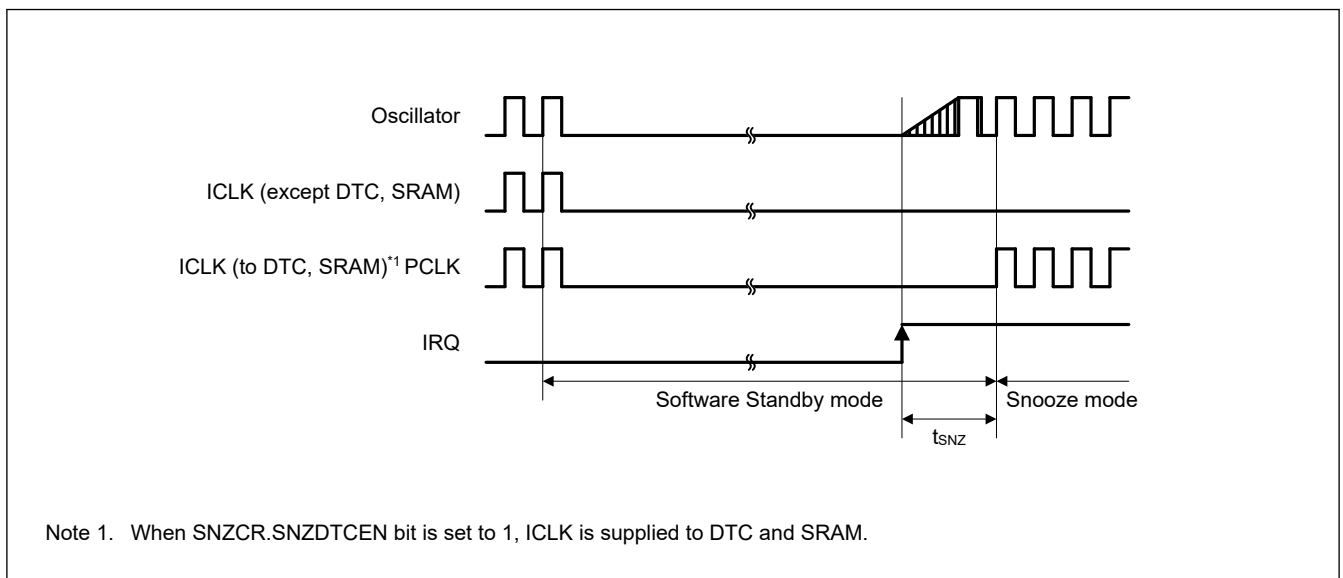 Oscillator
ICLK (except DTC, SRAM)
ICLK (to DTC, SRAM)*1 PCLK
IRQ
Software Standby mode
Snooze mode
tSNZ
Note 1. When SNZCR.SNZDTCEN bit is set to 1, ICLK is supplied to DTC and SRAM.